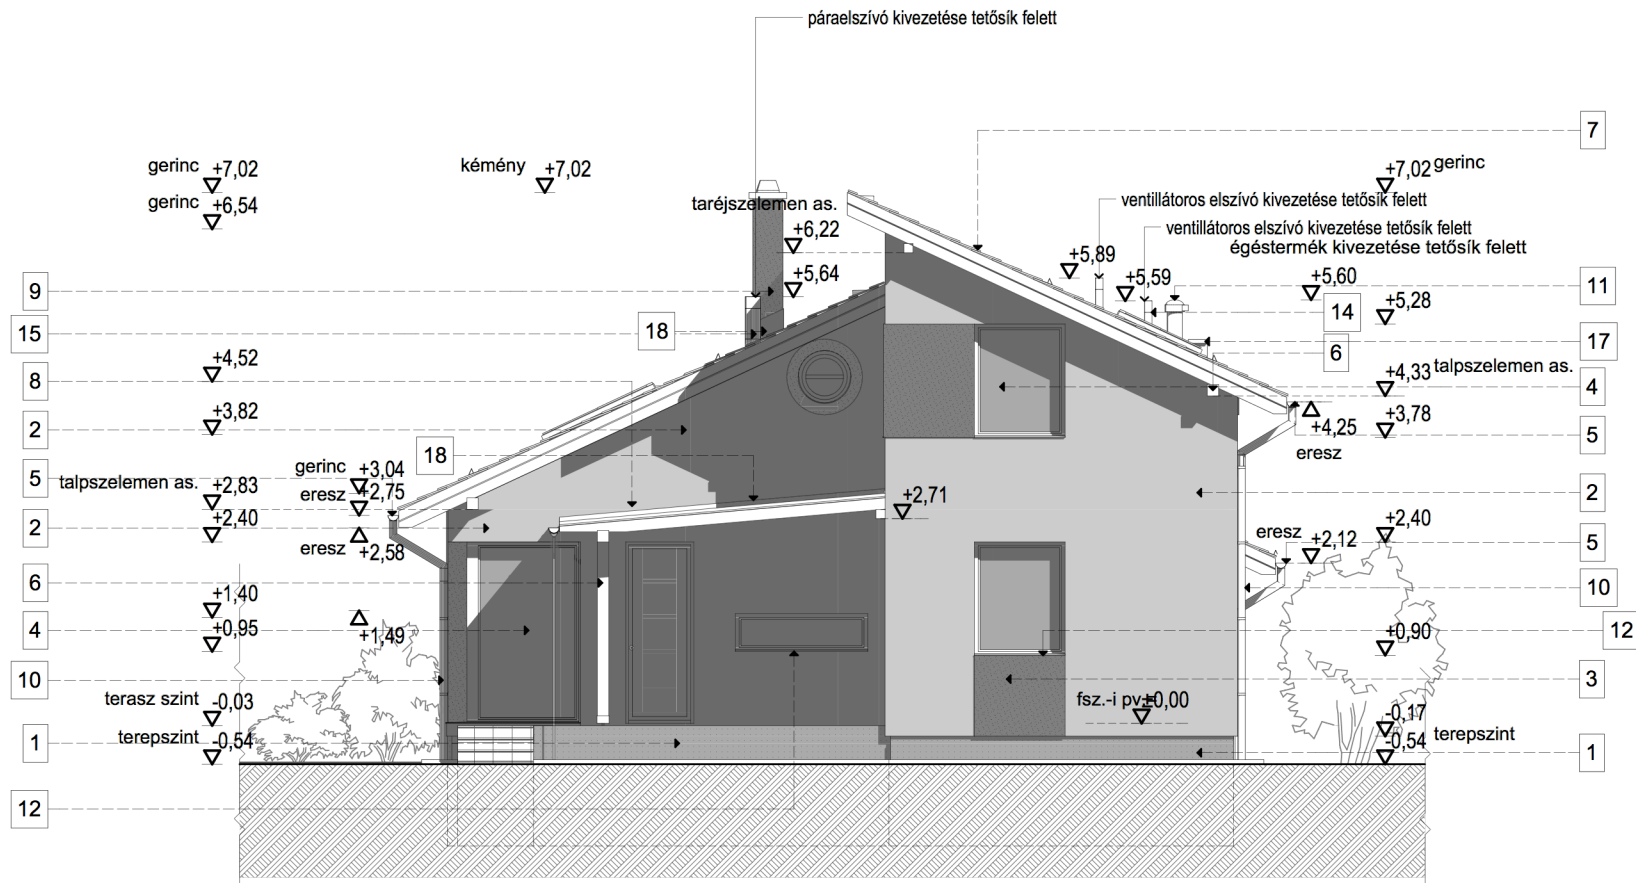 páraelszívó kivezetése tetősík felett
7
gerinc +7,02
kémény +7,02
+7,02 gerinc
gerinc +6,54
taréjszelemen as.
+6,22
ventillátoros elszívó kivezetése tetősík felett
ventillátoros elszívó kivezetése tetősík felett
égéstermék kivezetése tetősík felett
+5,89
9
+5,64
+5,59
+5,60
11
15
18
14
+5,28
17
6
+4,52
8
+4,33 talpszelemen as.
4
+3,82
2
+4,25
eresz
+3,78
5
18
5
gerinc +3,04
talpszelemen as. +2,83
eresz +2,75
+2,71
2
2
+2,40
eresz
+2,58
eresz +2,12
+2,40
5
6
10
+1,40
4
+0,95
+1,49
+0,90
12
10
3
terasz szint -0,03
fsz.-i pv.=
±0,00
-0,17
1
terepszint -0,54
-0,54 terepszint
1
12